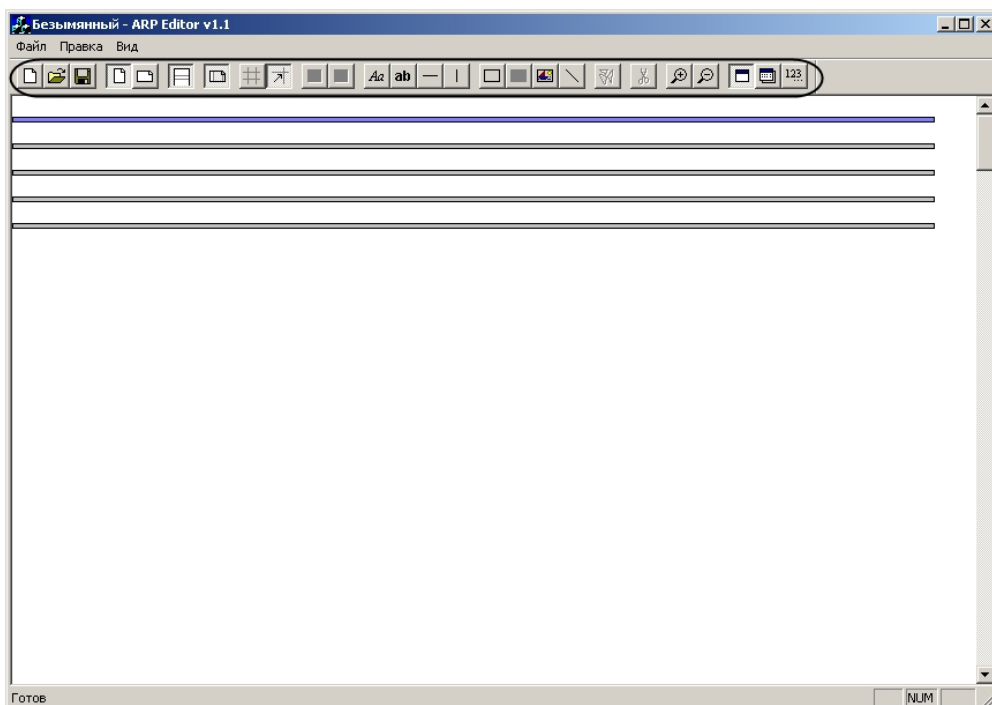 Безымянный - ARP Editor v1.1
Файл Правка Вид
Aa ab 123
Готов
NUM